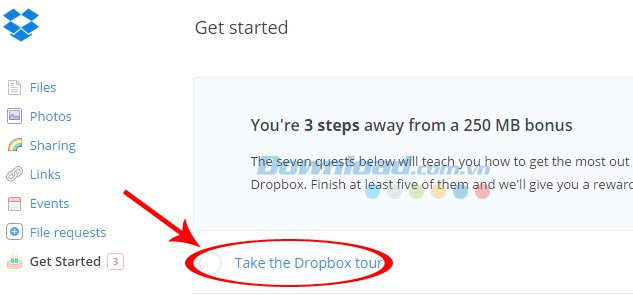 Get started
Files
Photos
Sharing
Links
Events
File requests
Get Started 3
You're 3 steps away from a 250 MB bonus
The seven quests below will teach you how to get the most out
Dropbox. Finish at least five of them and we'll give you a rewar
Download.com.vn
Take the Dropbox tour